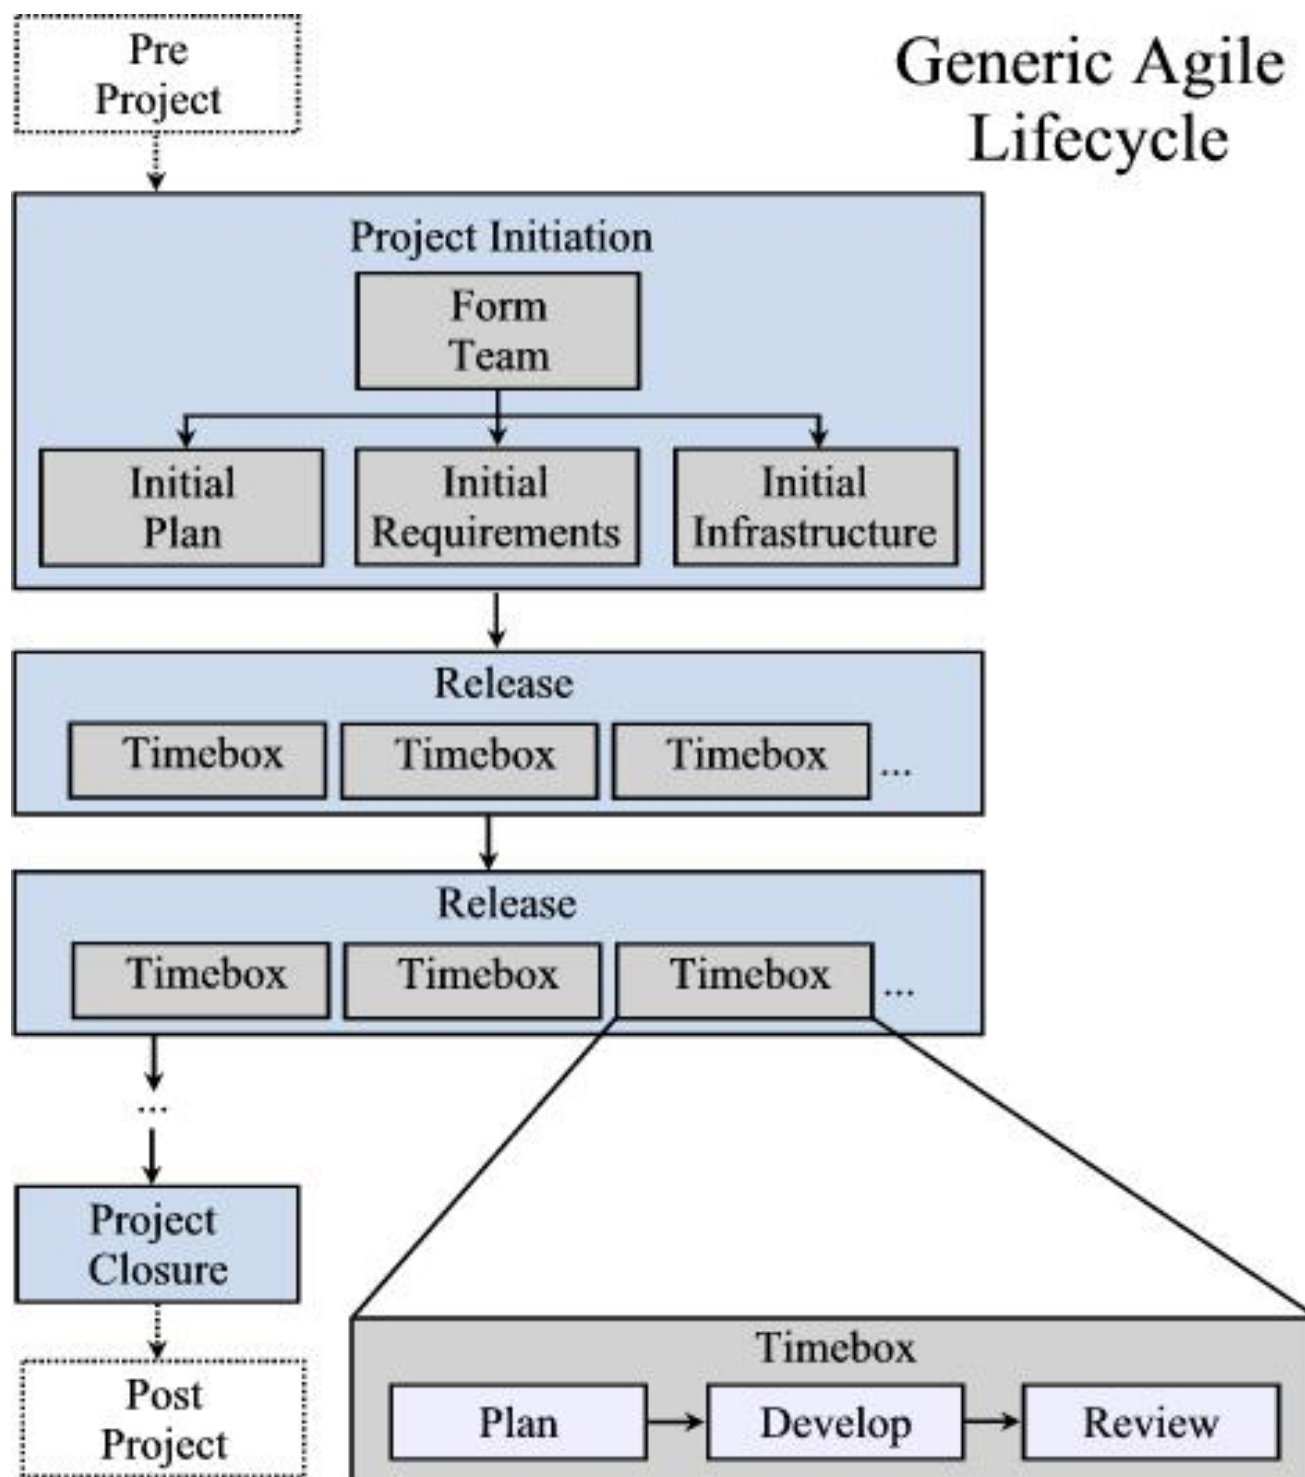 Generic Agile
Lifecycle
Pre
Project
Project Initiation
Form
Team
Initial
Plan
Initial
Requirements
Initial
Infrastructure
Release
Timebox
Timebox
Timebox
...
Release
Timebox
Timebox
Timebox
...
...
Project
Closure
Post
Project
Timebox
Plan
Develop
Review